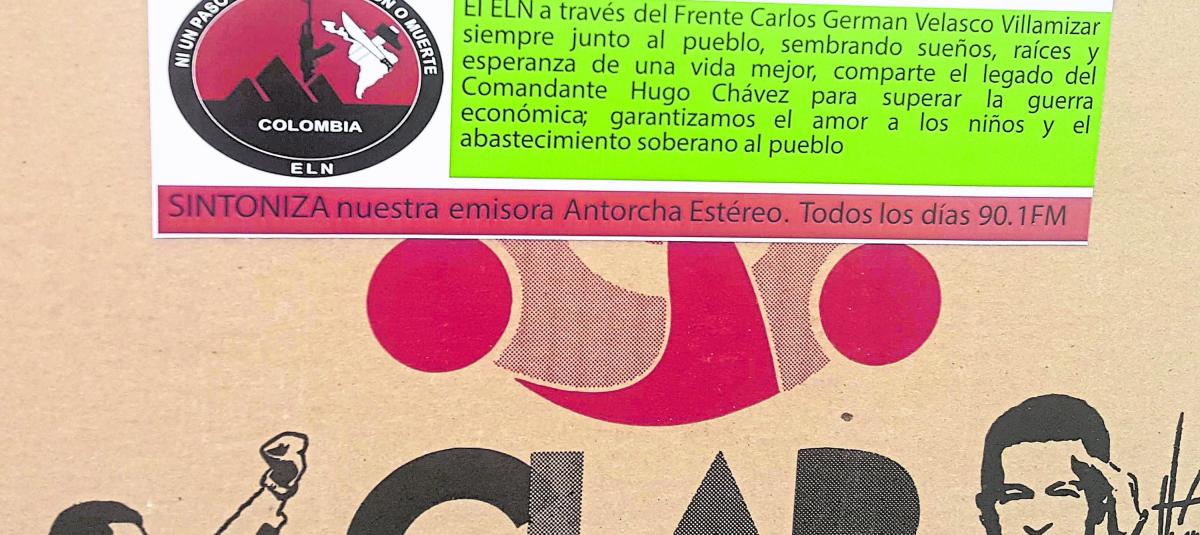 NI UN PASO
N O MUERTE
COLOMBIA
ELN
El ELN a través del Frente Carlos German Velasco Villamizar
siempre junto al pueblo, sembrando sueños, raíces y
esperanza de una vida mejor, comparte el legado del
Comandante Hugo Chávez para superar la guerra
económica; garantizamos el amor a los niños y el
abastecimiento soberano al pueblo
SINTONIZA nuestra emisora Antorcha Estéreo. Todos los días 90.1FM
CLAP